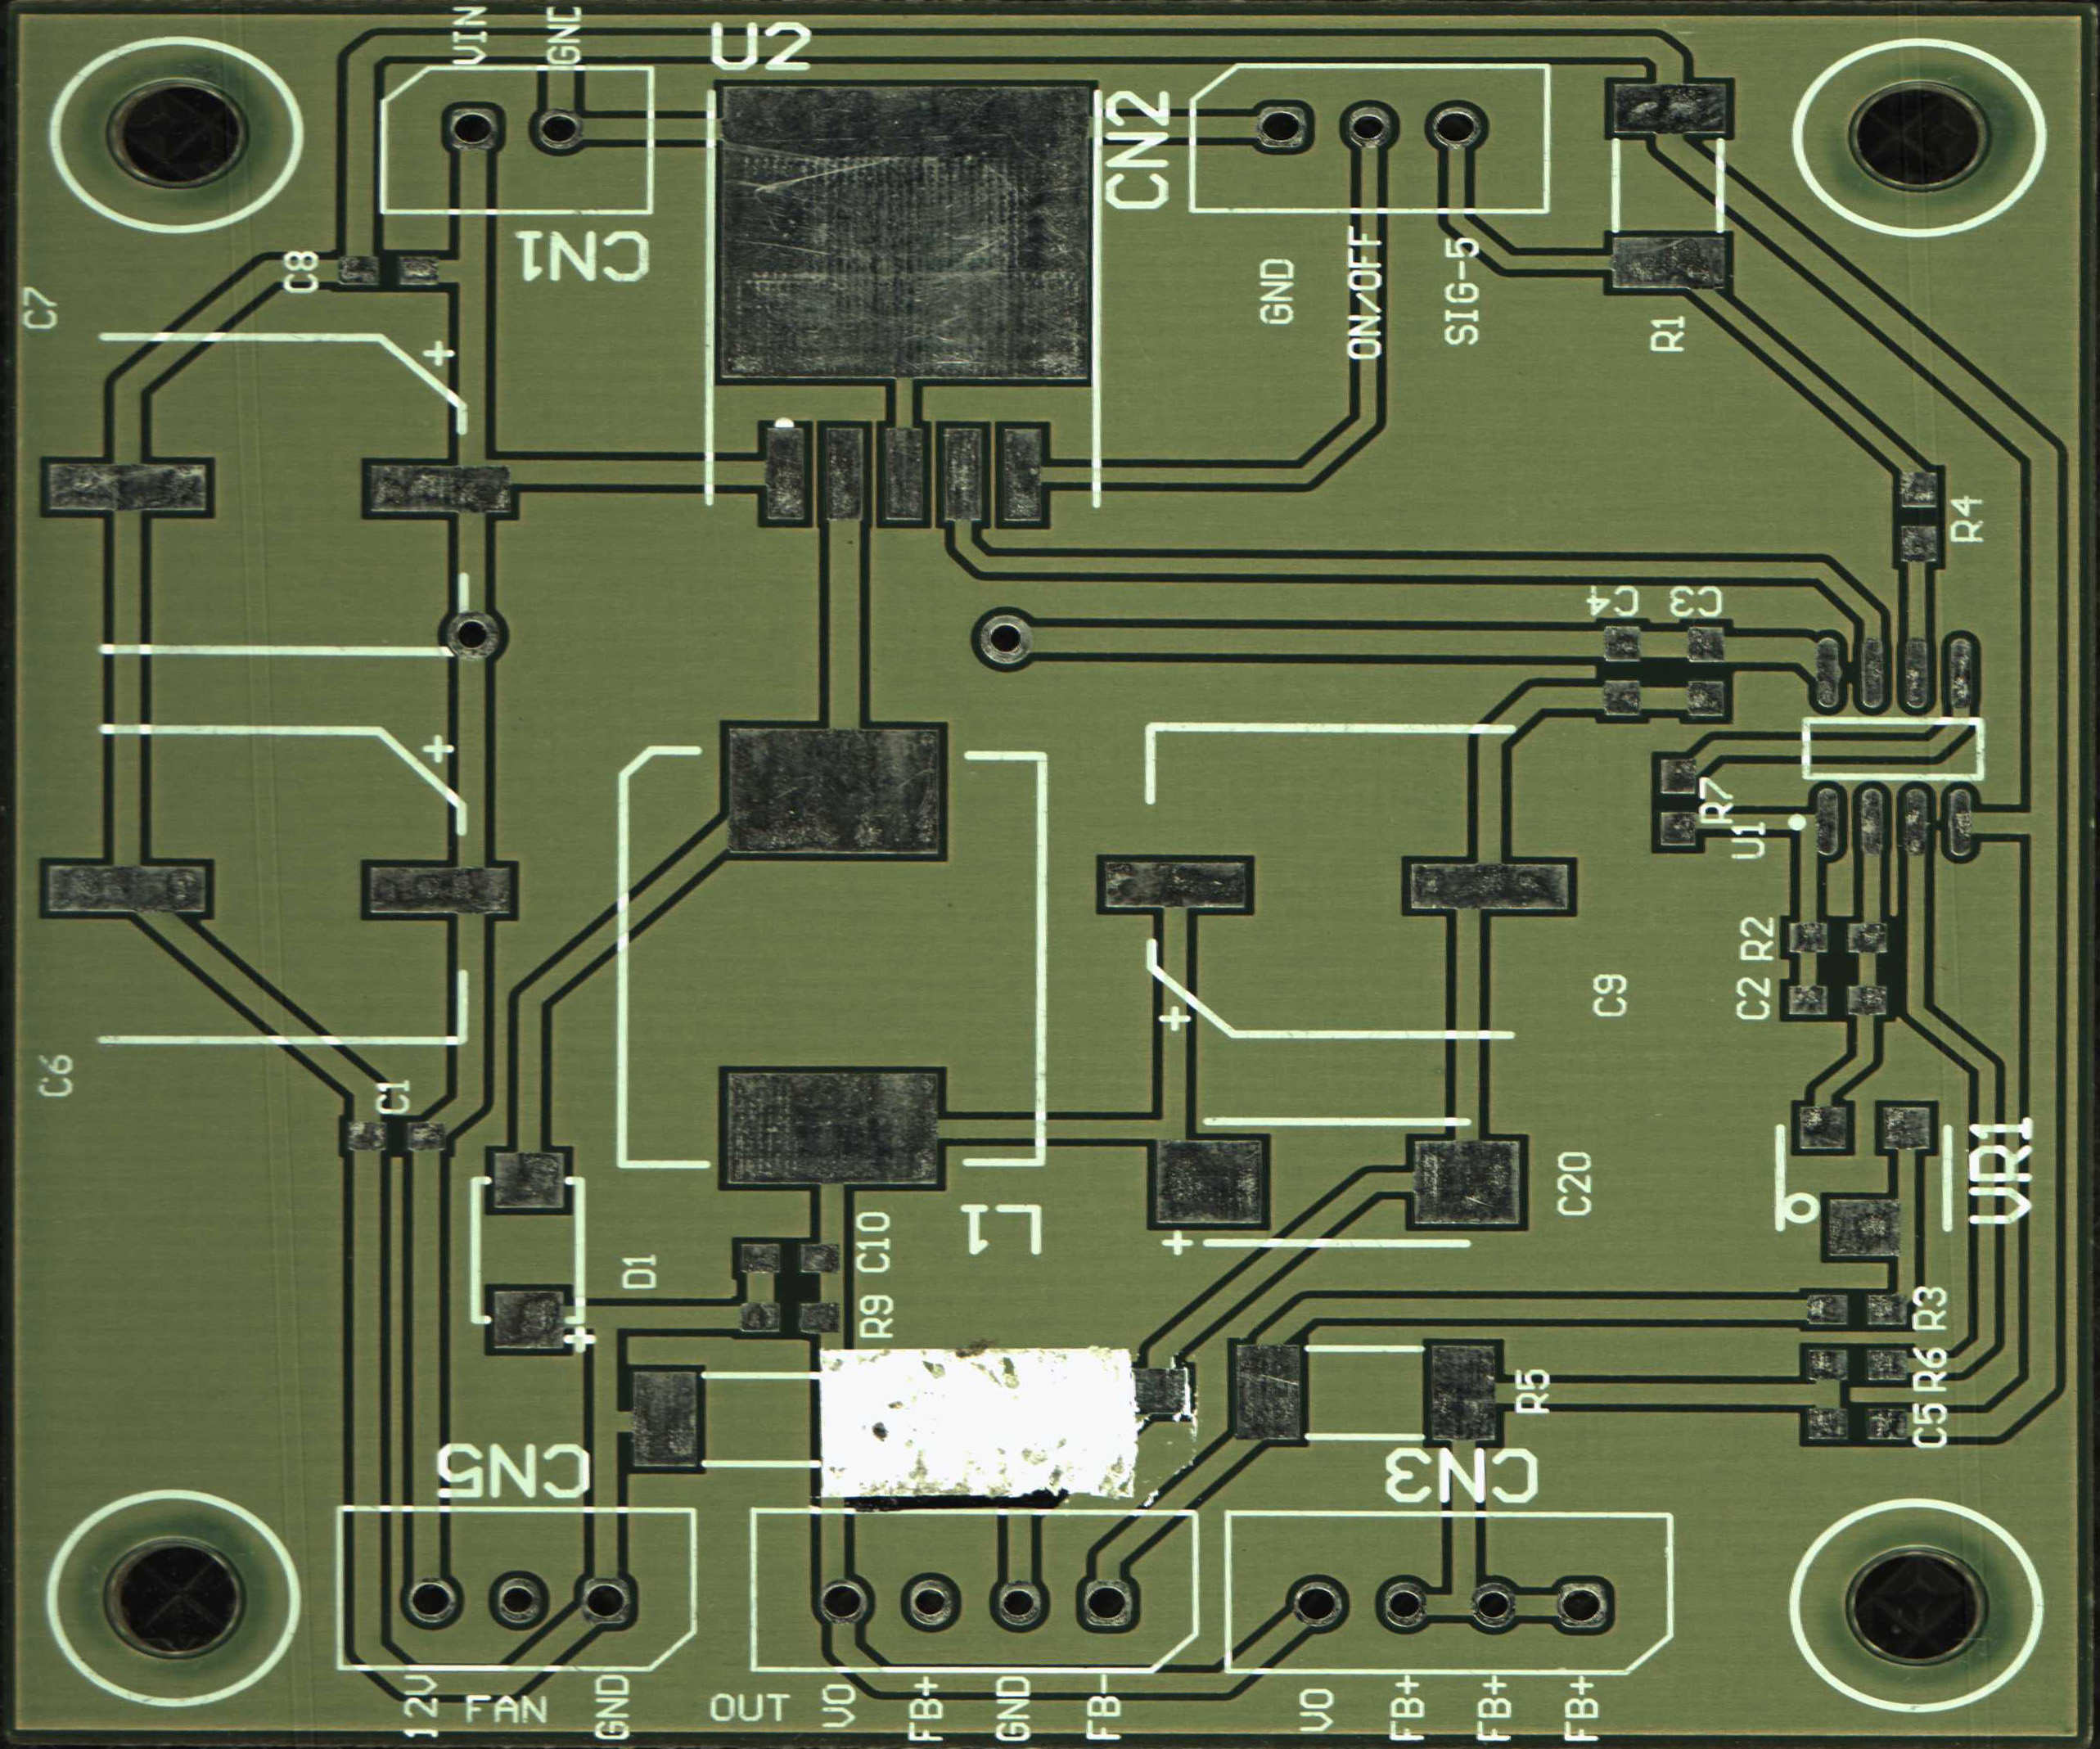 VIN
GND
U2
CN2
CN1
C8
C7
GND
ON/OFF
SIG-5
R1
R4
C4
C3
R7
U1
R2
C2
C9
C6
C1
VR1
C20
L1
C10
D1
R9
R3
R6
R5
C5
CN5
CN3
12V
FAN
GND
OUT
VO
FB+
GND
FB-
VO
FB+
FB+
FB+